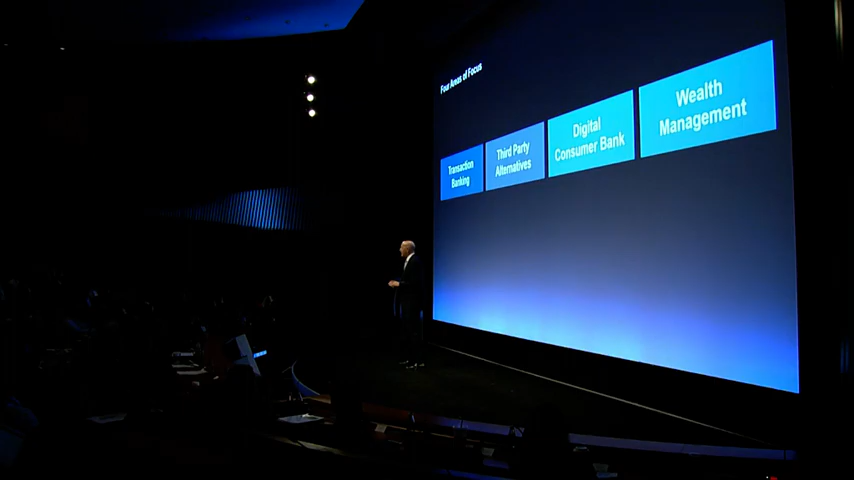 Four Areas of Focus
Transaction
Banking
Third Party
Alternatives
Digital
Consumer Bank
Wealth
Management